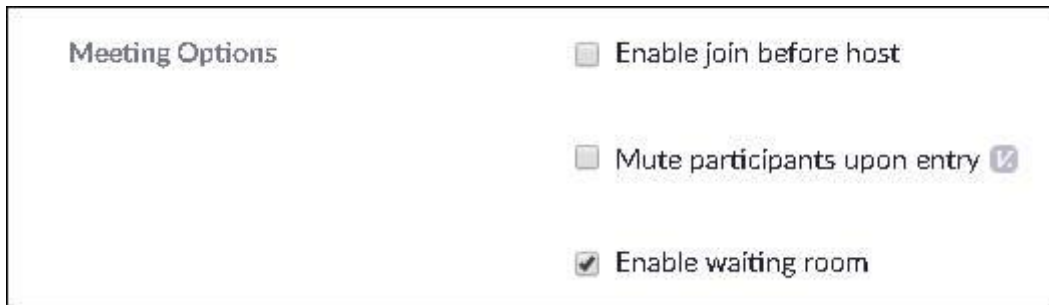 Meeting Options
Enable join before host
Mute participants upon entry
Enable waiting room